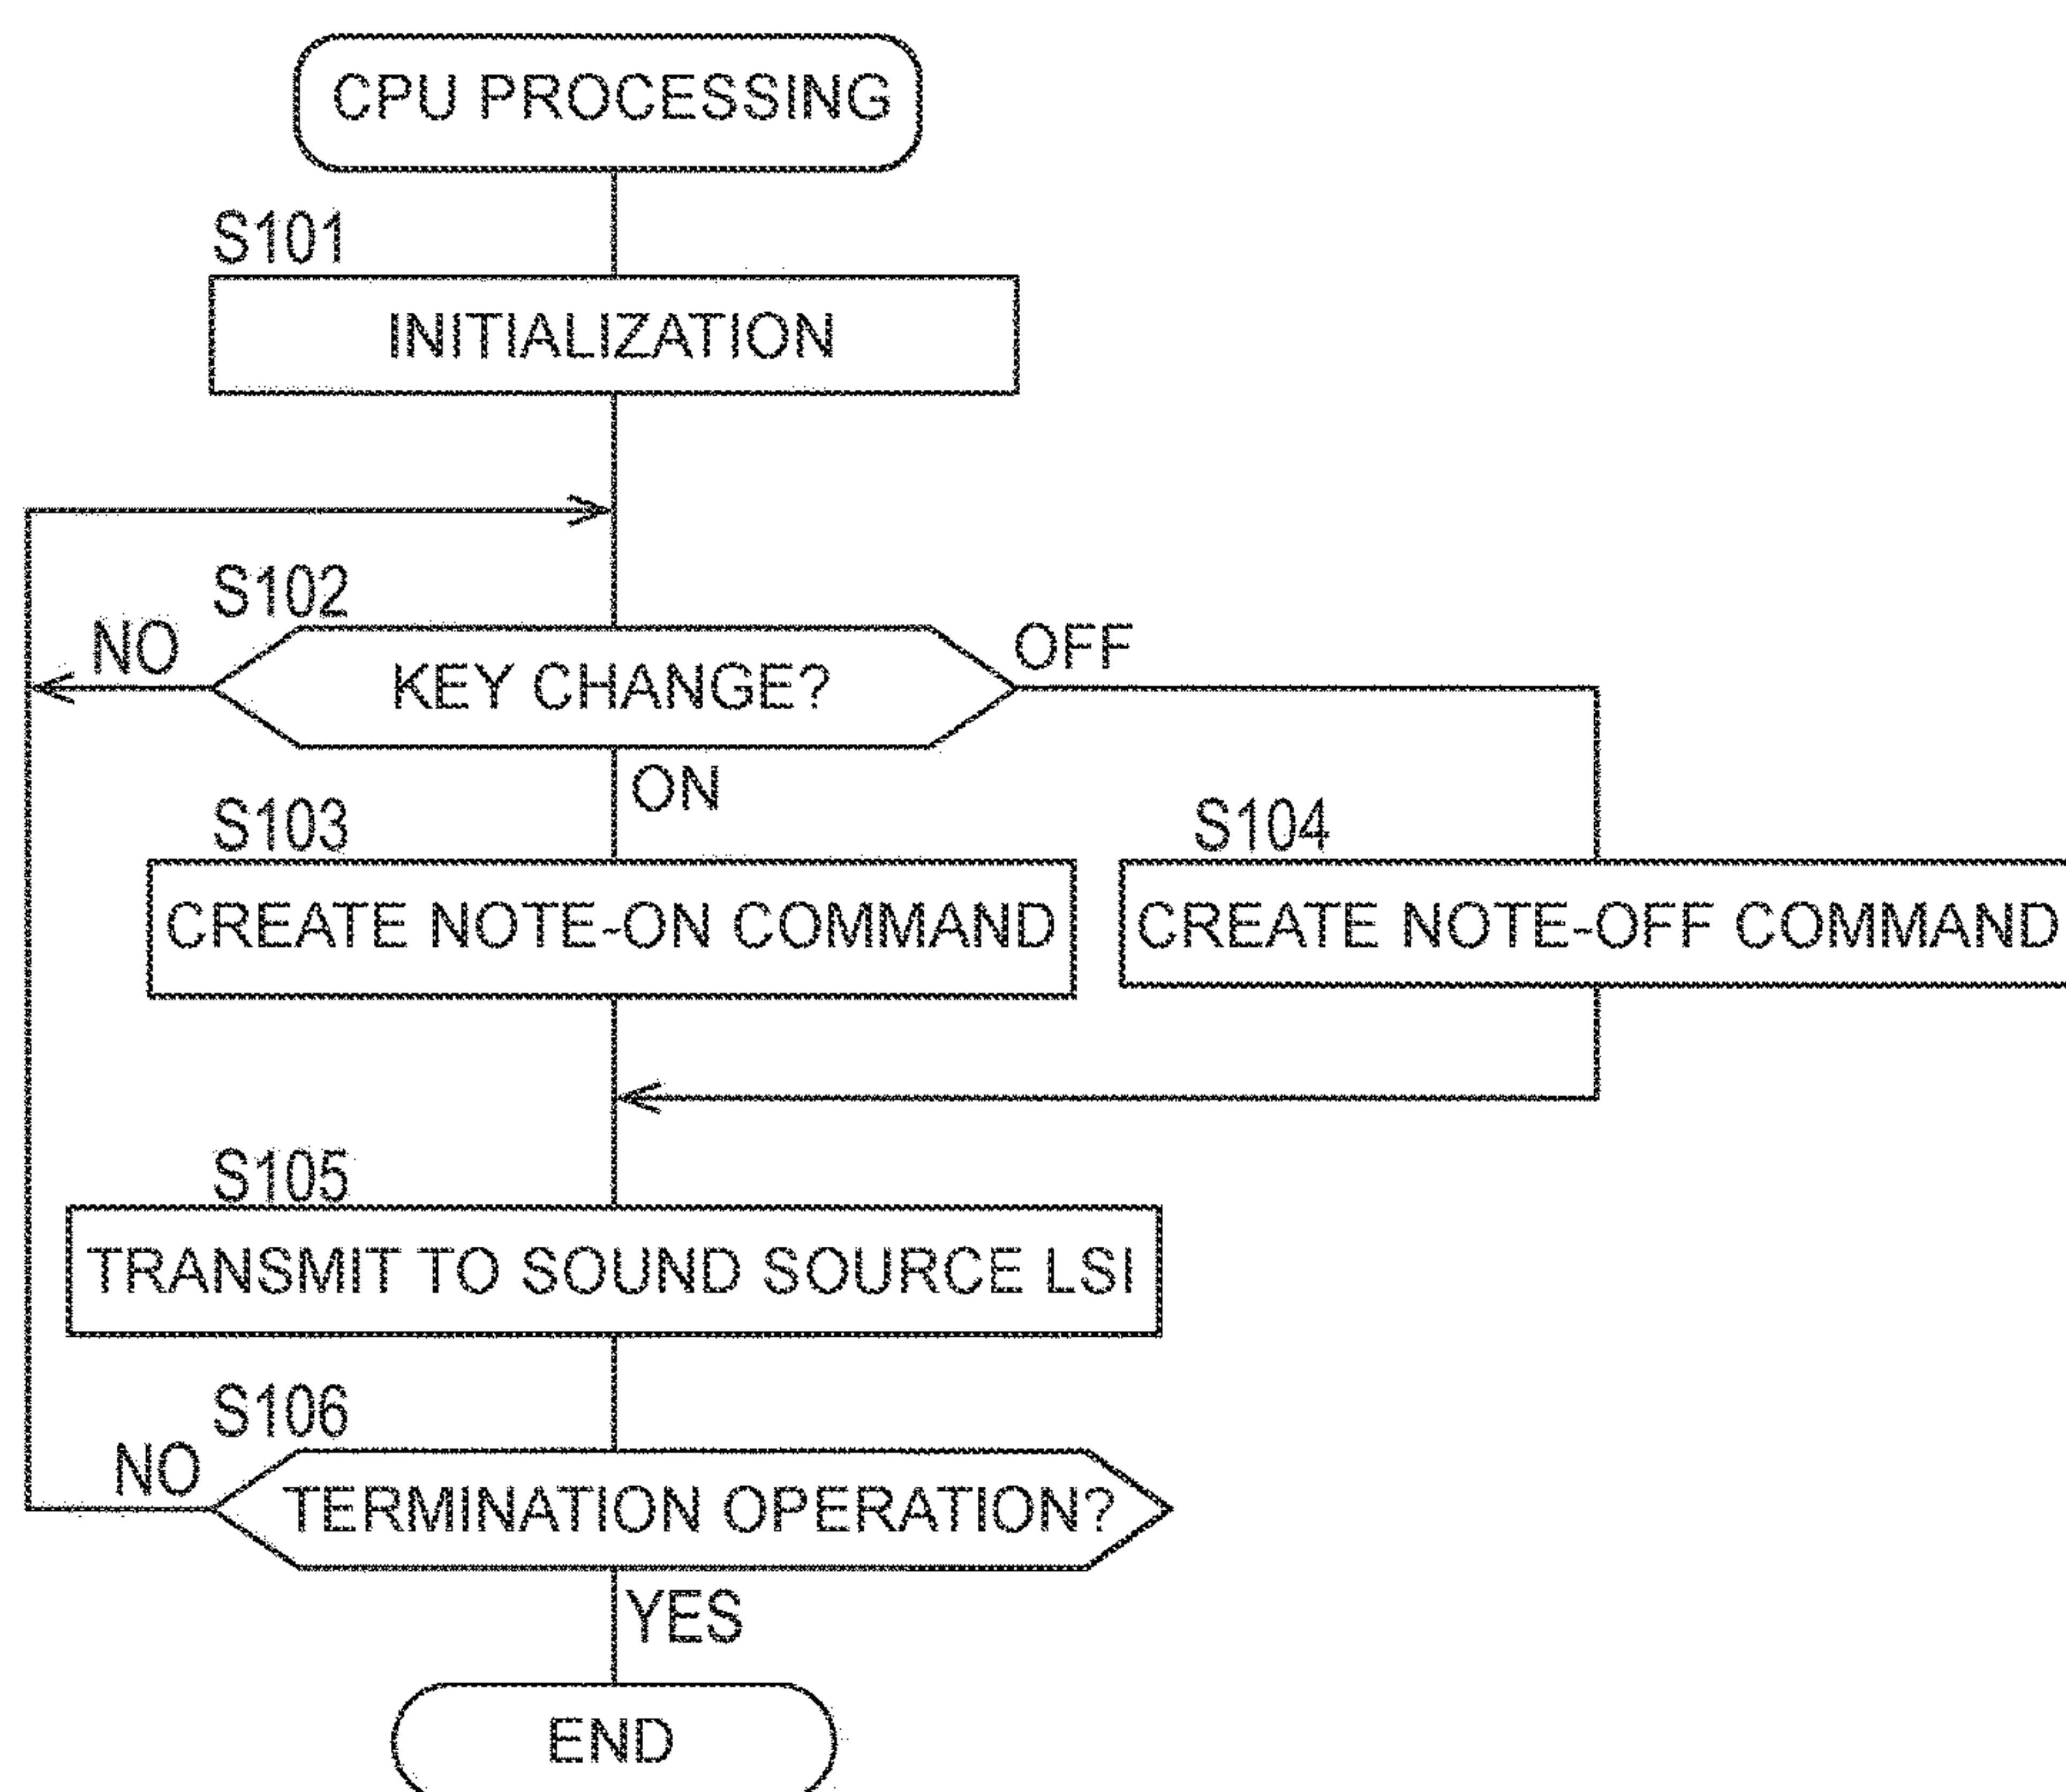 CPU PROCESSING
S101
INITIALIZATION
S102
NO
KEY CHANGE?
OFF
ON
S103
CREATE NOTE-ON COMMAND
S104
CREATE NOTE-OFF COMMAND
S105
TRANSMIT TO SOUND SOURCE LSI
S106
NO
TERMINATION OPERATION?
YES
END